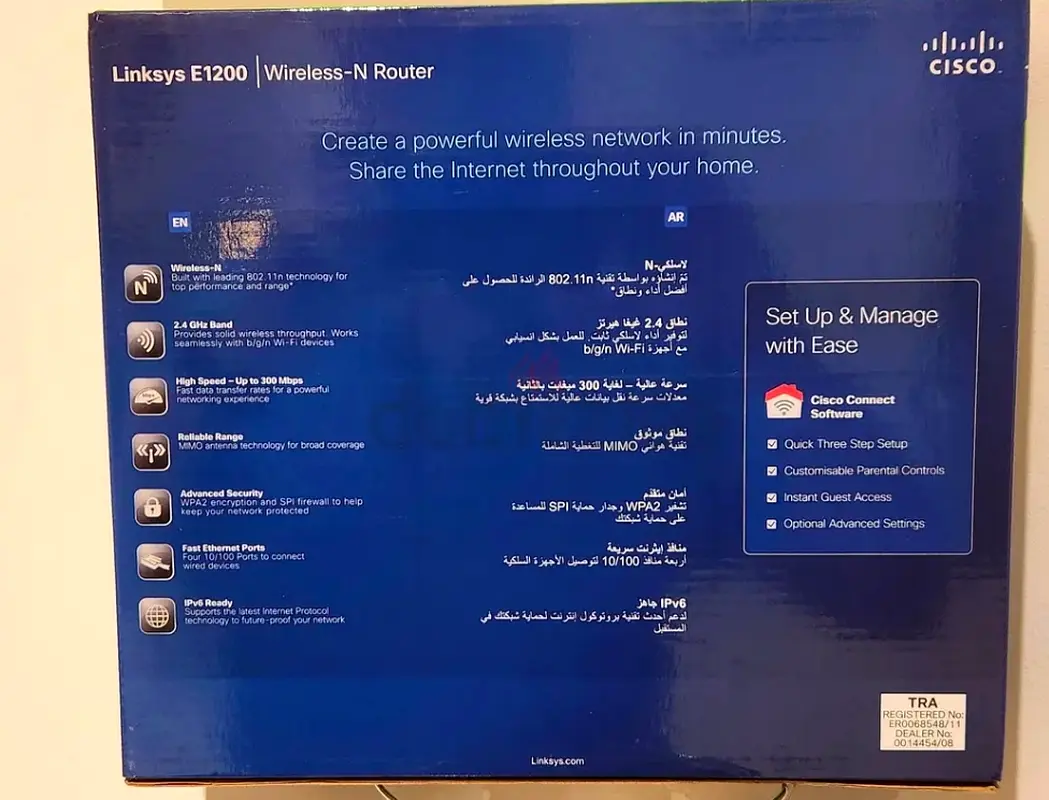 Linksys E1200 | Wireless-N Router
CISCO
Create a powerful wireless network in minutes.
Share the Internet throughout your home.
EN
Wireless-N
Built with leading 802.11n technology for
top performance and range*
2.4 GHz Band
Provides solid wireless throughput. Works
seamlessly with b/g/n Wi-Fi devices
High Speed – Up to 300 Mbps
Fast data transfer rates for a powerful
networking experience
Reliable Range
MIMO antenna technology for broad coverage
Advanced Security
WPA2 encryption and SPI firewall to help
keep your network protected
Fast Ethernet Ports
Four 10/100 Ports to connect
wired devices
IPv6 Ready
Supports the latest Internet Protocol
technology to future-proof your network
AR
لاسلكي-N
تمّ إنشاؤه بواسطة تقنية 802.11n الرائدة للحصول على
أفضل أداء ونطاق*
نطاق 2.4 غيغا هيرتز
لتوفير أداء لاسلكي ثابت. للعمل بشكل انسيابي
مع أجهزة b/g/n Wi-Fi
سرعة عالية – لغاية 300 ميغابت بالثانية
معدلات سرعة نقل بيانات عالية للاستمتاع بشبكة قوية
نطاق موثوق
تقنية هوائي MIMO للتغطية الشاملة
أمان متقدّم
تشفير WPA2 وجدار حماية SPI للمساعدة
على حماية شبكتك
منافذ إيثرنت سريعة
أربعة منافذ 10/100 لتوصيل الأجهزة السلكية
IPv6 جاهز
لدعم أحدث تقنية بروتوكول إنترنت لحماية شبكتك في
المستقبل
Set Up & Manage
with Ease
Cisco Connect
Software
Quick Three Step Setup
Customisable Parental Controls
Instant Guest Access
Optional Advanced Settings
TRA
REGISTERED No:
ER0068548/11
DEALER No:
0014454/08
Linksys.com